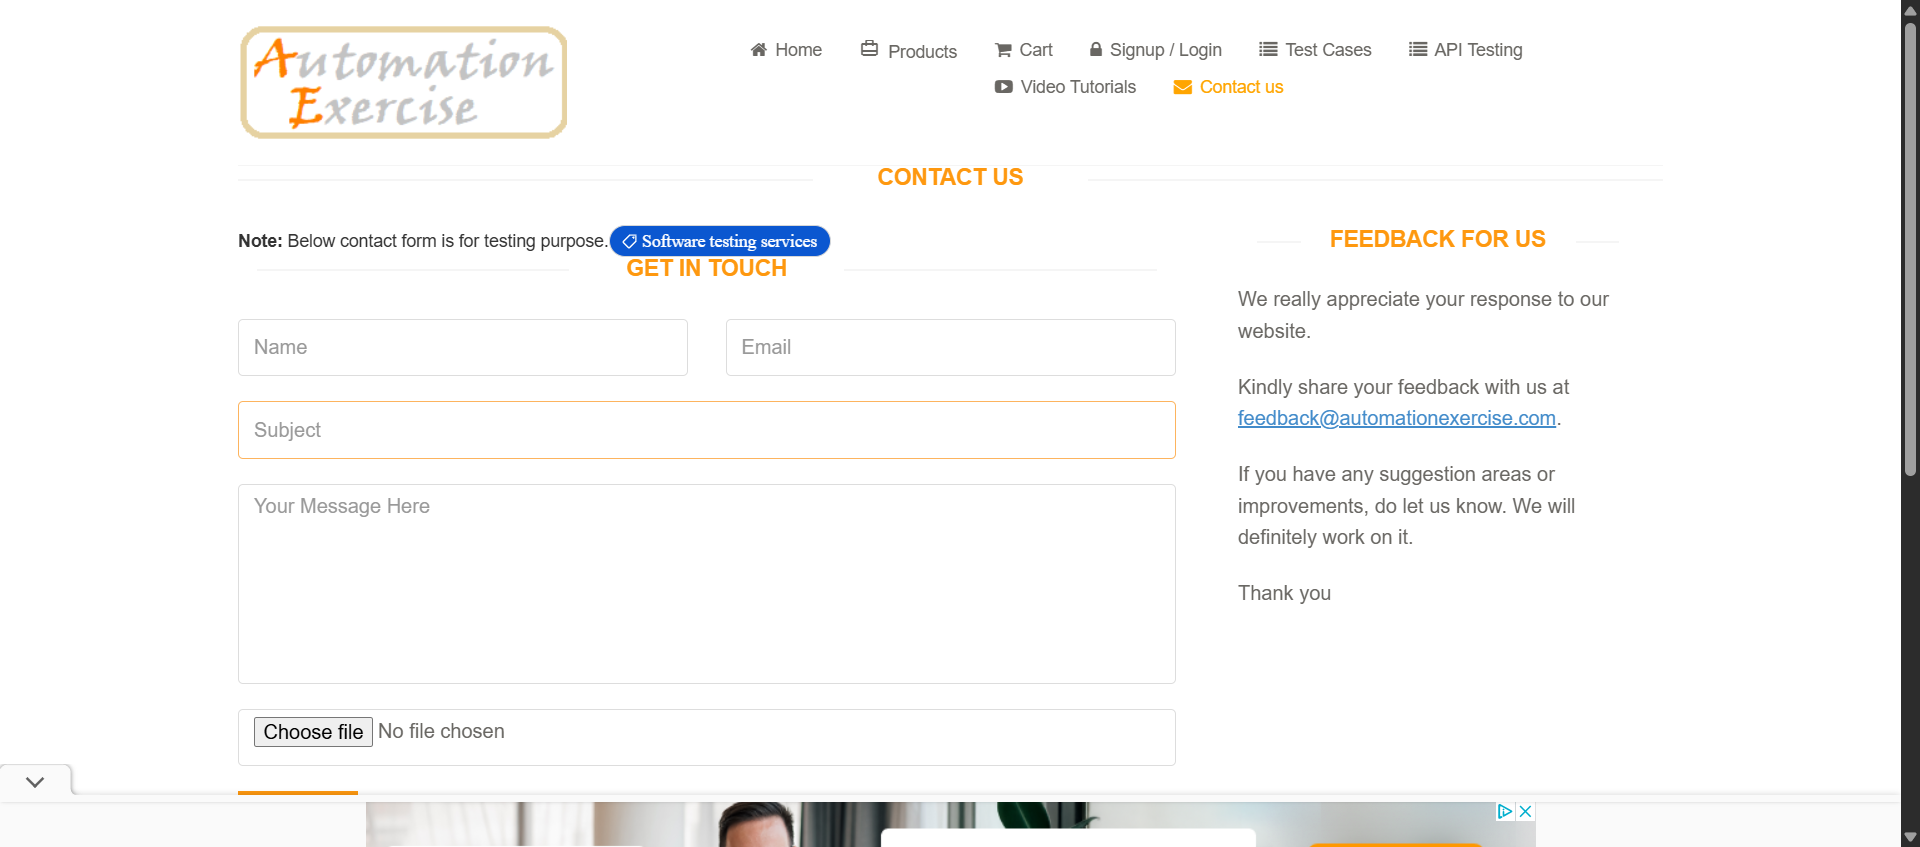 Automation
Exercise
Home
Products
Cart
Signup / Login
Test Cases
API Testing
Video Tutorials
Contact us
CONTACT US
Note: Below contact form is for testing purpose.
Software testing services
GET IN TOUCH
Name
Email
Subject
Your Message Here
Choose file No file chosen
FEEDBACK FOR US
We really appreciate your response to our
website.
Kindly share your feedback with us at
feedback@automationexercise.com.
If you have any suggestion areas or
improvements, do let us know. We will
definitely work on it.
Thank you